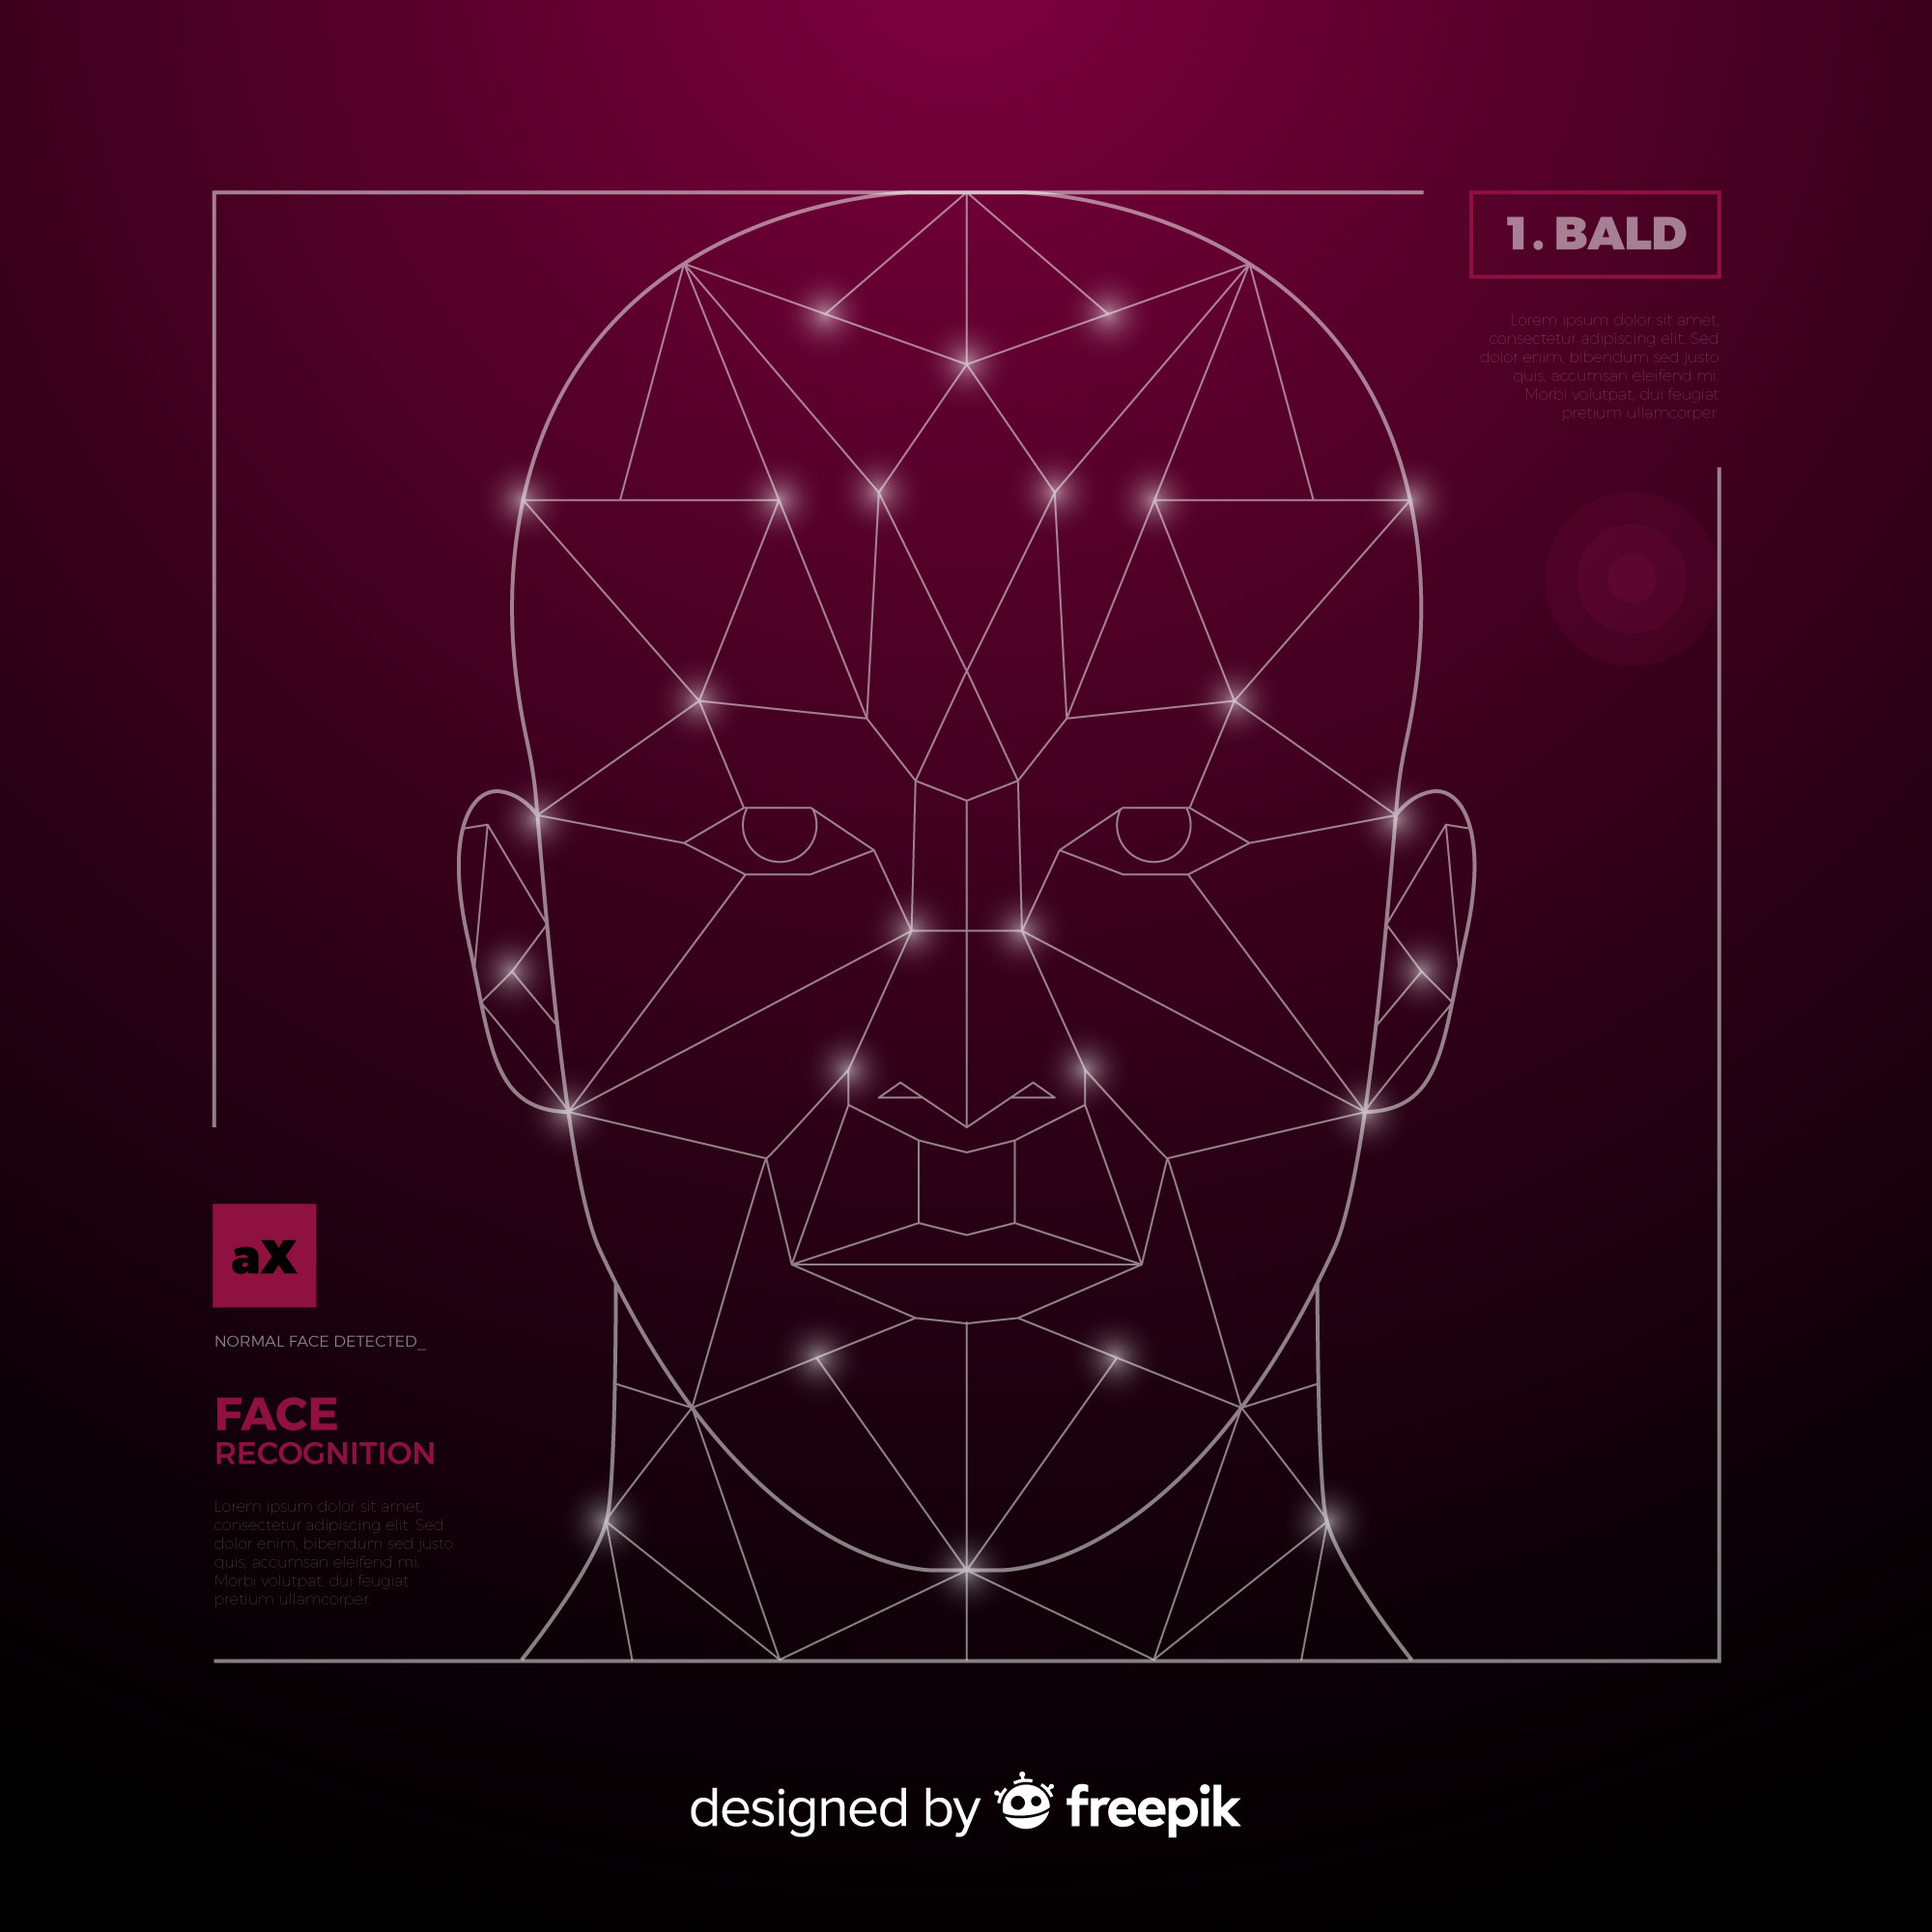 1. BALD
Lorem ipsum dolor sit amet,
consectetur adipiscing elit. Sed
dolor enim, bibendum sed justo
quis, accumsan eleifend mi.
Morbi volutpat, dui feugiat
pretium ullamcorper.
aX
NORMAL FACE DETECTED_
FACE
RECOGNITION
Lorem ipsum dolor sit amet,
consectetur adipiscing elit. Sed
dolor enim, bibendum sed justo
quis, accumsan eleifend mi.
Morbi volutpat, dui feugiat
pretium ullamcorper.
designed by freepik